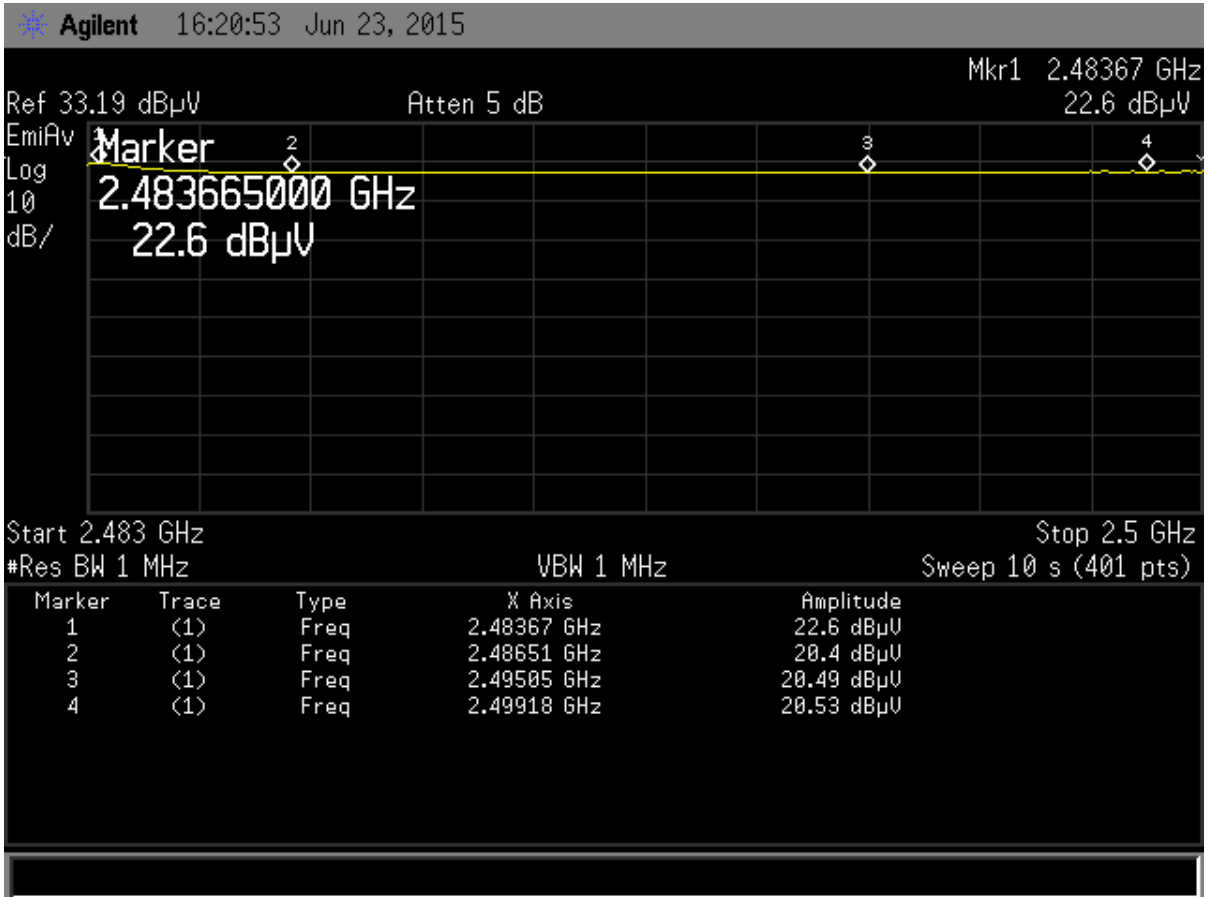 Agilent 16:20:53 Jun 23, 2015
Mkr1 2.48367 GHz
Ref 33.19 dBµV Atten 5 dB 22.6 dBµV
EmiAv
Log
10
dB/
1 2 3 4
Marker
2.483665000 GHz
22.6 dBµV
Start 2.483 GHz Stop 2.5 GHz
#Res BW 1 MHz VBW 1 MHz Sweep 10 s (401 pts)
Marker Trace Type X Axis Amplitude
1 (1) Freq 2.48367 GHz 22.6 dBµV
2 (1) Freq 2.48651 GHz 20.4 dBµV
3 (1) Freq 2.49505 GHz 20.49 dBµV
4 (1) Freq 2.49918 GHz 20.53 dBµV